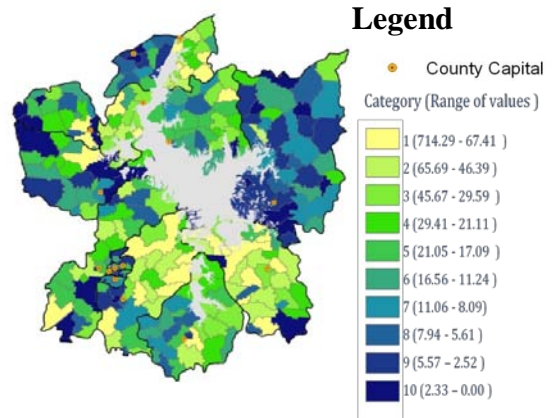 Legend
County Capital
Category (Range of values )
1 (714.29 - 67.41 )
2 (65.69 - 46.39 )
3 (45.67 - 29.59 )
4 (29.41 - 21.11 )
5 (21.05 - 17.09 )
6 (16.56 - 11.24 )
7 (11.06 - 8.09 )
8 (7.94 - 5.61 )
9 (5.57 - 2.52 )
10 (2.33 - 0.00 )